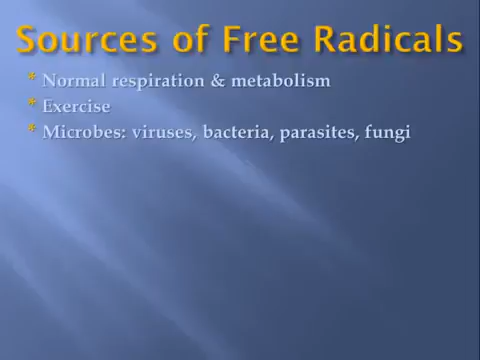 Sources of Free Radicals
* Normal respiration & metabolism
* Exercise
* Microbes: viruses, bacteria, parasites, fungi